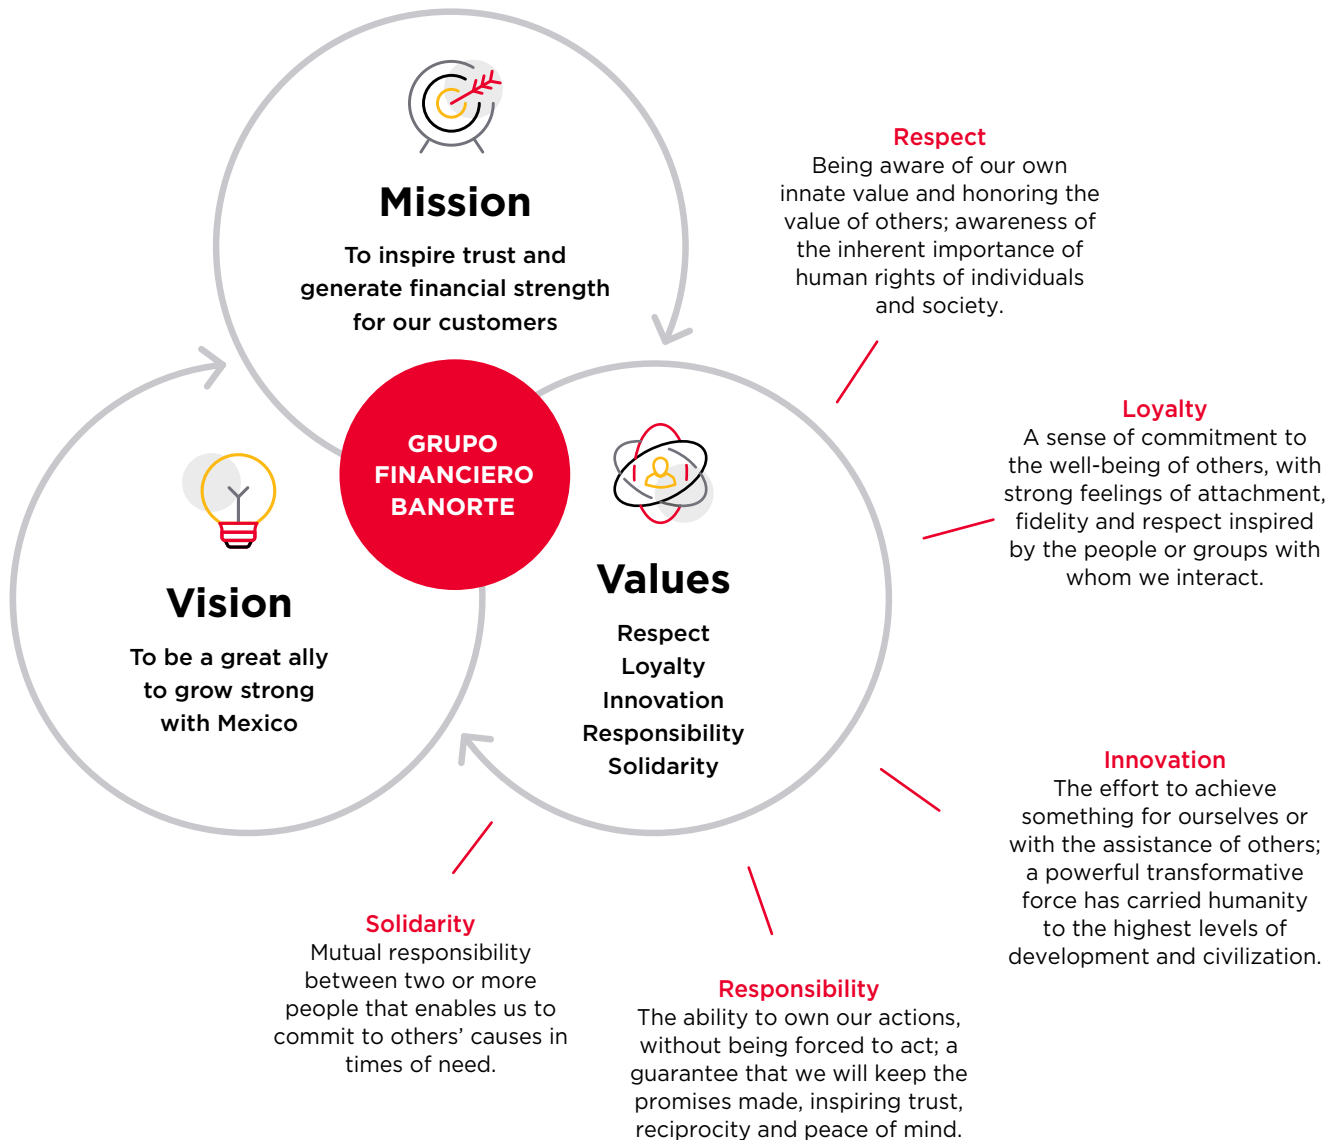 Mission
To inspire trust and
generate financial strength
for our customers
GRUPO
FINANCIERO
BANORTE
Vision
To be a great ally
to grow strong
with Mexico
Values
Respect
Loyalty
Innovation
Responsibility
Solidarity
Respect
Being aware of our own
innate value and honoring the
value of others; awareness of
the inherent importance of
human rights of individuals
and society.
Loyalty
A sense of commitment to
the well-being of others, with
strong feelings of attachment,
fidelity and respect inspired
by the people or groups with
whom we interact.
Innovation
The effort to achieve
something for ourselves or
with the assistance of others;
a powerful transformative
force has carried humanity
to the highest levels of
development and civilization.
Responsibility
The ability to own our actions,
without being forced to act; a
guarantee that we will keep the
promises made, inspiring trust,
reciprocity and peace of mind.
Solidarity
Mutual responsibility
between two or more
people that enables us to
commit to others’ causes in
times of need.